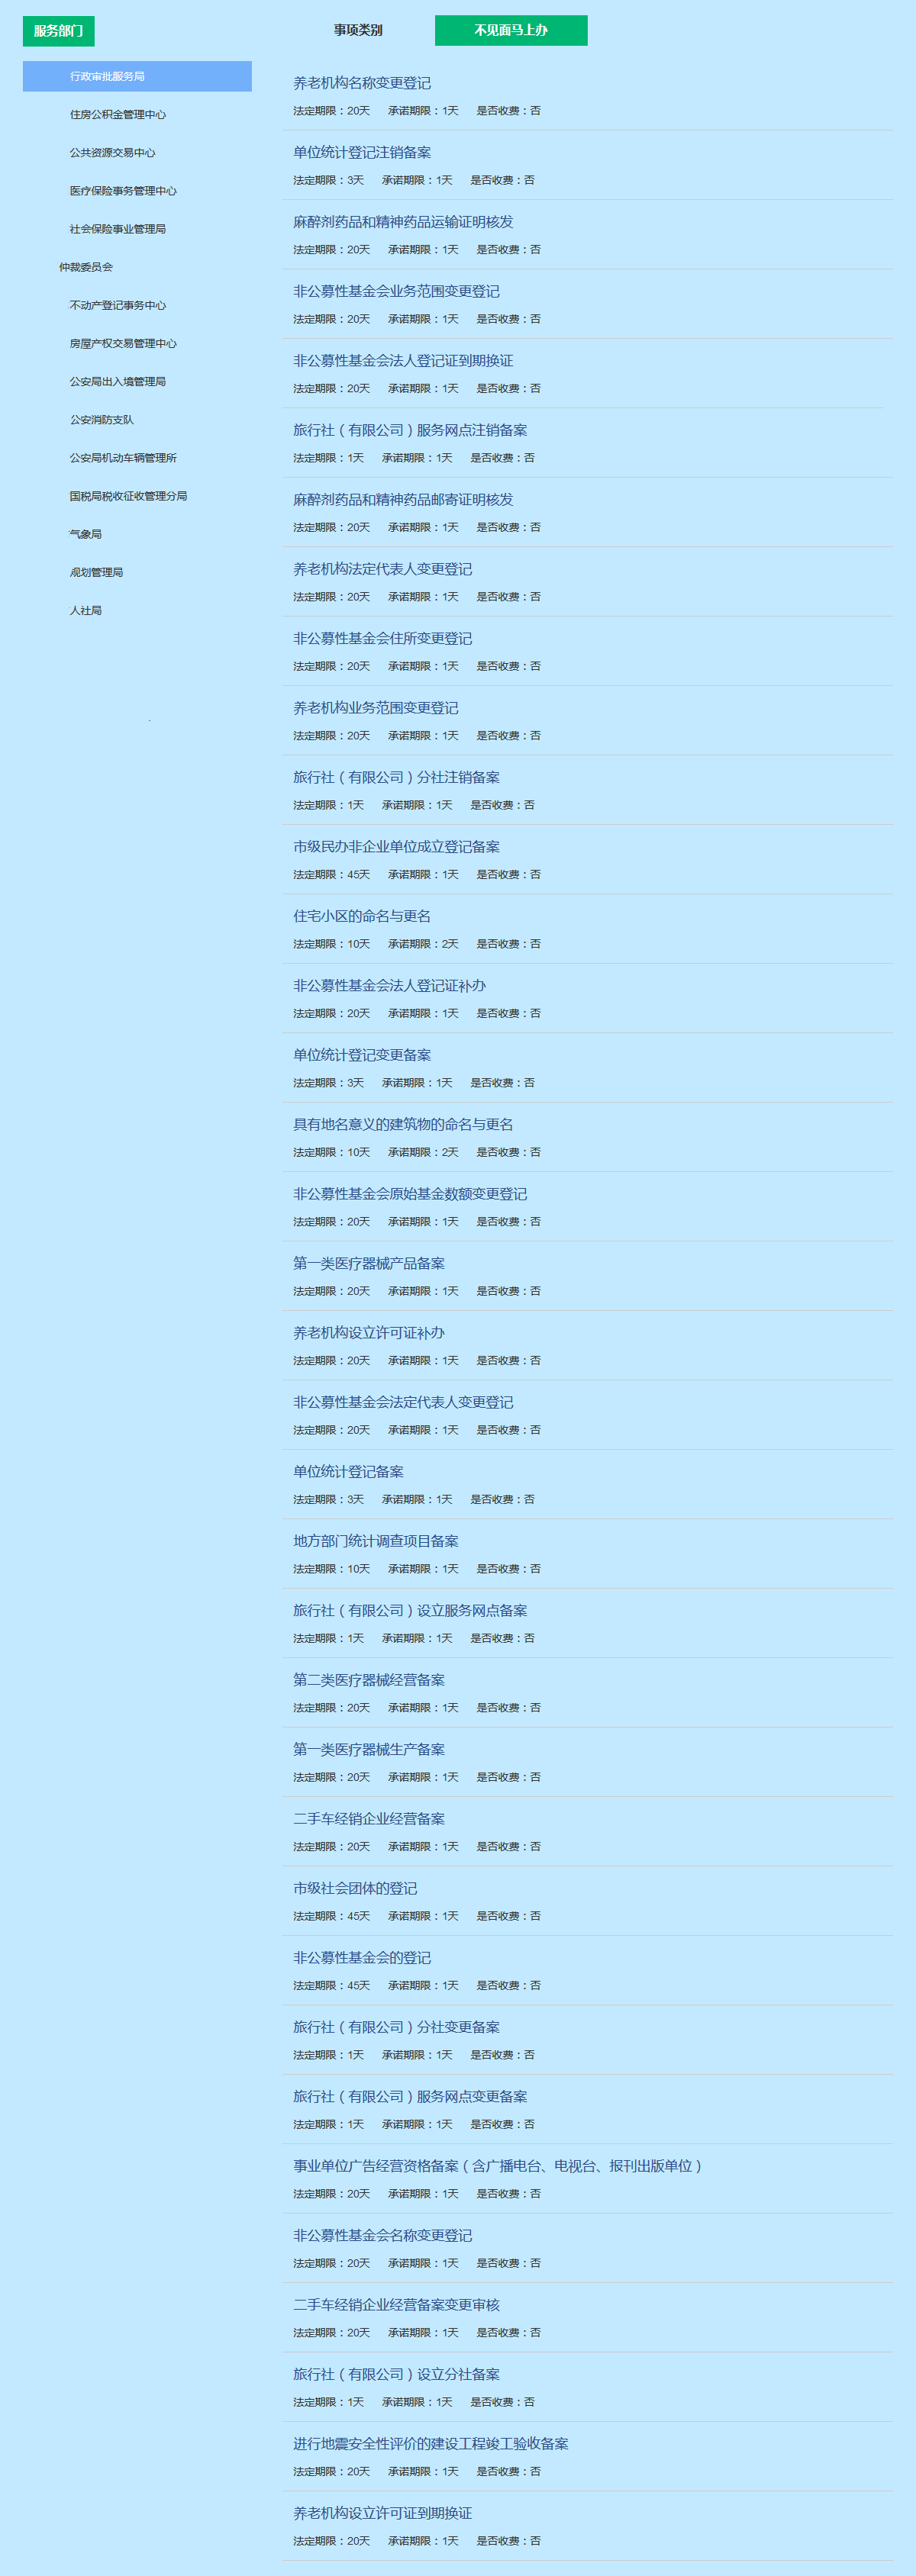 服务部门
行政审批服务局
住房公积金管理中心
公共资源交易中心
医疗保险事务管理中心
社会保险事业管理局
仲裁委员会
不动产登记事务中心
房屋产权交易管理中心
公安局出入境管理局
公安消防支队
公安局机动车辆管理所
国税局税收征收管理分局
气象局
规划管理局
人社局
事项类别 不见面马上办
养老机构名称变更登记
法定期限：20天 承诺期限：1天 是否收费：否
单位统计登记注销备案
法定期限：3天 承诺期限：1天 是否收费：否
麻醉剂药品和精神药品运输证明核发
法定期限：20天 承诺期限：1天 是否收费：否
非公募性基金会业务范围变更登记
法定期限：20天 承诺期限：1天 是否收费：否
非公募性基金会法人登记证到期换证
法定期限：20天 承诺期限：1天 是否收费：否
旅行社（有限公司）服务网点注销备案
法定期限：1天 承诺期限：1天 是否收费：否
麻醉剂药品和精神药品邮寄证明核发
法定期限：20天 承诺期限：1天 是否收费：否
养老机构法定代表人变更登记
法定期限：20天 承诺期限：1天 是否收费：否
非公募性基金会住所变更登记
法定期限：20天 承诺期限：1天 是否收费：否
养老机构业务范围变更登记
法定期限：20天 承诺期限：1天 是否收费：否
旅行社（有限公司）分社注销备案
法定期限：1天 承诺期限：1天 是否收费：否
市级民办非企业单位成立登记备案
法定期限：45天 承诺期限：1天 是否收费：否
住宅小区的命名与更名
法定期限：10天 承诺期限：2天 是否收费：否
非公募性基金会法人登记证补办
法定期限：20天 承诺期限：1天 是否收费：否
单位统计登记变更备案
法定期限：3天 承诺期限：1天 是否收费：否
具有地名意义的建筑物的命名与更名
法定期限：10天 承诺期限：2天 是否收费：否
非公募性基金会原始基金数额变更登记
法定期限：20天 承诺期限：1天 是否收费：否
第一类医疗器械产品备案
法定期限：20天 承诺期限：1天 是否收费：否
养老机构设立许可证补办
法定期限：20天 承诺期限：1天 是否收费：否
非公募性基金会法定代表人变更登记
法定期限：20天 承诺期限：1天 是否收费：否
单位统计登记备案
法定期限：3天 承诺期限：1天 是否收费：否
地方部门统计调查项目备案
法定期限：10天 承诺期限：1天 是否收费：否
旅行社（有限公司）设立服务网点备案
法定期限：1天 承诺期限：1天 是否收费：否
第二类医疗器械经营备案
法定期限：20天 承诺期限：1天 是否收费：否
第一类医疗器械生产备案
法定期限：20天 承诺期限：1天 是否收费：否
二手车经销企业经营备案
法定期限：20天 承诺期限：1天 是否收费：否
市级社会团体的登记
法定期限：45天 承诺期限：1天 是否收费：否
非公募性基金会的登记
法定期限：45天 承诺期限：1天 是否收费：否
旅行社（有限公司）分社变更备案
法定期限：1天 承诺期限：1天 是否收费：否
旅行社（有限公司）服务网点变更备案
法定期限：1天 承诺期限：1天 是否收费：否
事业单位广告经营资格备案（含广播电台、电视台、报刊出版单位）
法定期限：20天 承诺期限：1天 是否收费：否
非公募性基金会名称变更登记
法定期限：20天 承诺期限：1天 是否收费：否
二手车经销企业经营备案变更审核
法定期限：20天 承诺期限：1天 是否收费：否
旅行社（有限公司）设立分社备案
法定期限：1天 承诺期限：1天 是否收费：否
进行地震安全性评价的建设工程竣工验收备案
法定期限：20天 承诺期限：1天 是否收费：否
养老机构设立许可证到期换证
法定期限：20天 承诺期限：1天 是否收费：否